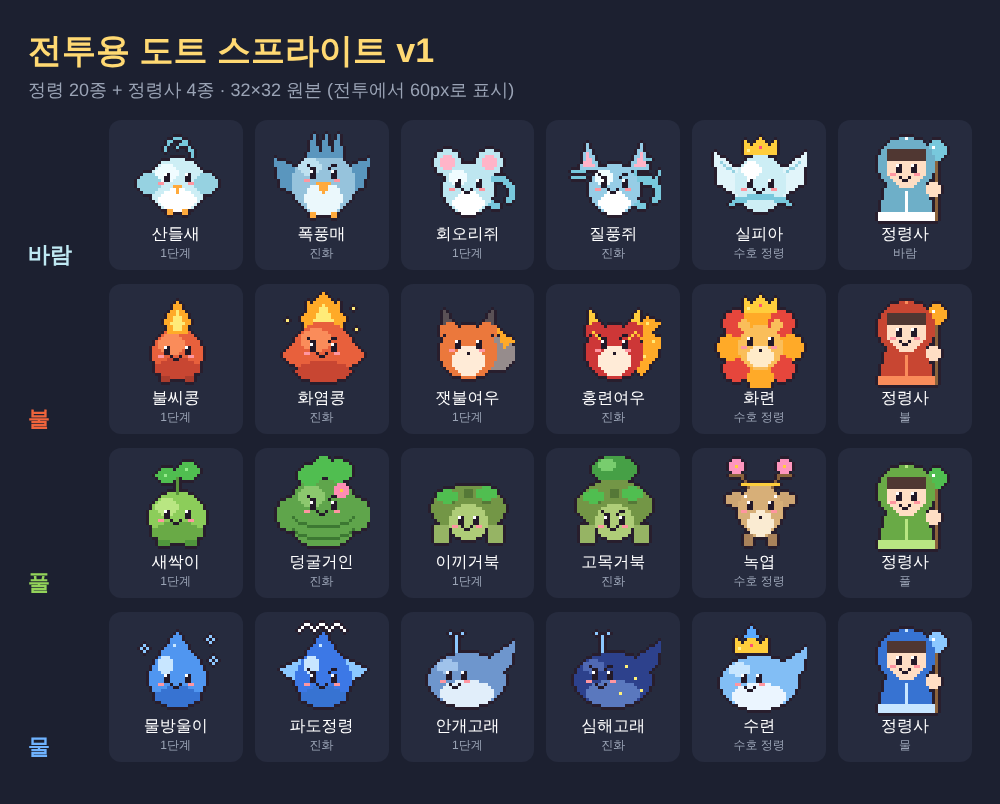 전투용 도트 스프라이트 v1
정령 20종 + 정령사 4종 · 32×32 원본 (전투에서 60px로 표시)
바람
산들새
1단계
폭풍매
진화
회오리쥐
1단계
질풍쥐
진화
실피아
수호 정령
정령사
바람
불
불씨콩
1단계
화염콩
진화
잿불여우
1단계
홍련여우
진화
화련
수호 정령
정령사
불
풀
새싹이
1단계
덩굴거인
진화
이끼거북
1단계
고목거북
진화
녹엽
수호 정령
정령사
풀
물
물방울이
1단계
파도정령
진화
안개고래
1단계
심해고래
진화
수련
수호 정령
정령사
물